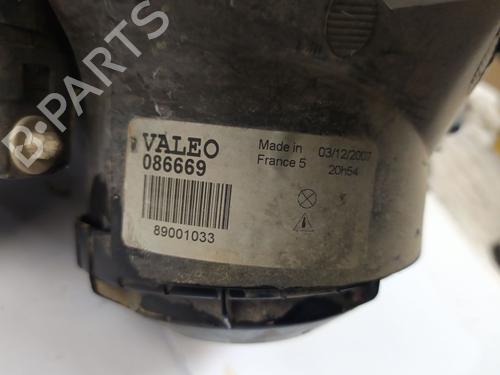 VALEO
086669
Made in
France 5
03/12/2007
20h54
89001033
B-PARTS